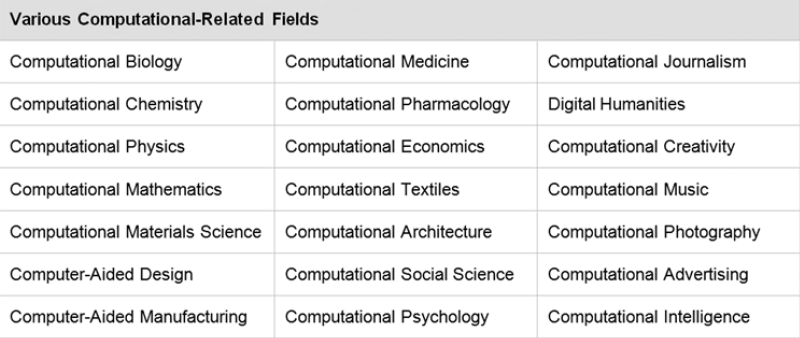 Various Computational-Related Fields
Computational Biology
Computational Medicine
Computational Journalism
Computational Chemistry
Computational Pharmacology
Digital Humanities
Computational Physics
Computational Economics
Computational Creativity
Computational Mathematics
Computational Textiles
Computational Music
Computational Materials Science
Computational Architecture
Computational Photography
Computer-Aided Design
Computational Social Science
Computational Advertising
Computer-Aided Manufacturing
Computational Psychology
Computational Intelligence